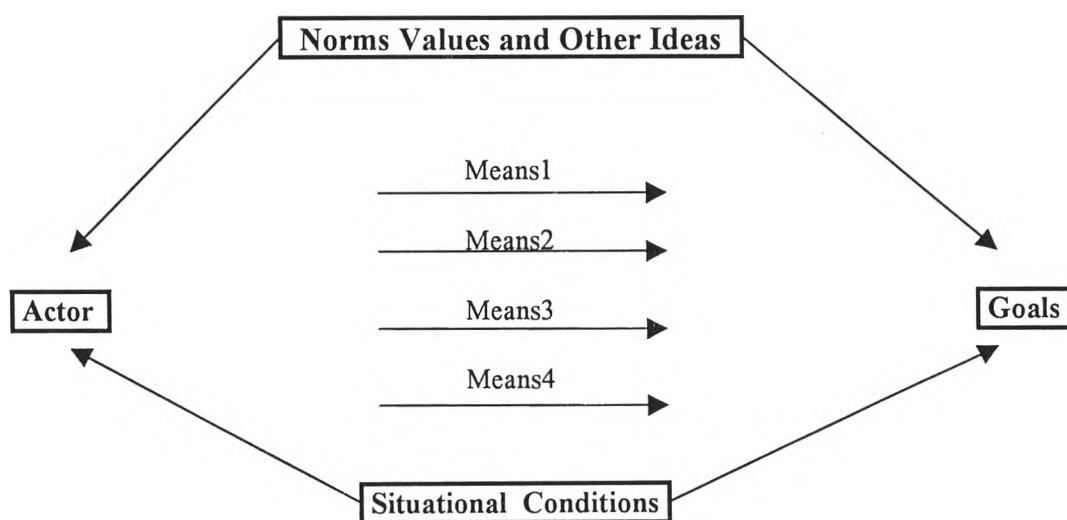 Norms Values and Other Ideas
Means1
Means2
Actor
Means3
Goals
Means4
Situational Conditions